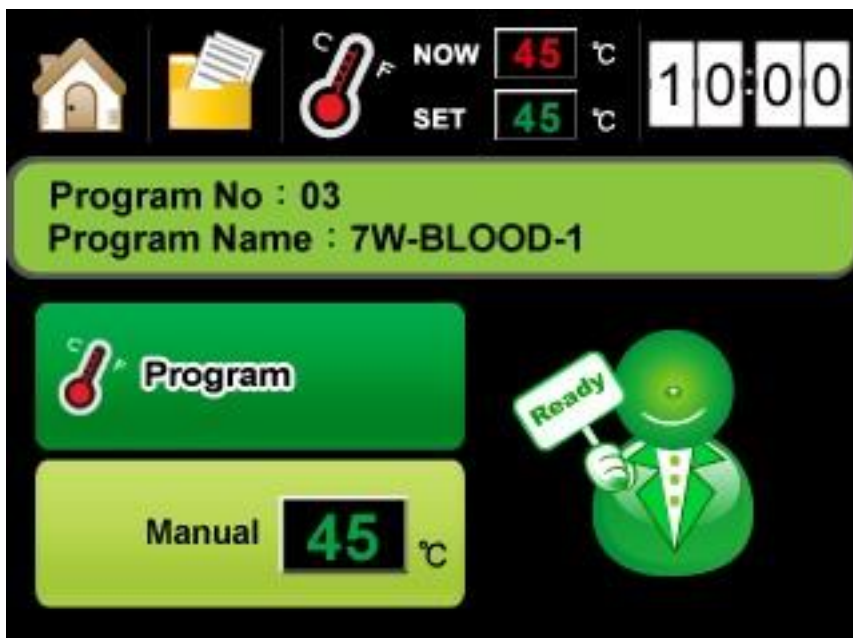 C F
NOW 45 ℃
SET 45 ℃
10:00
Program No : 03
Program Name : 7W-BLOOD-1
C F
Program
Ready
Manual 45 ℃